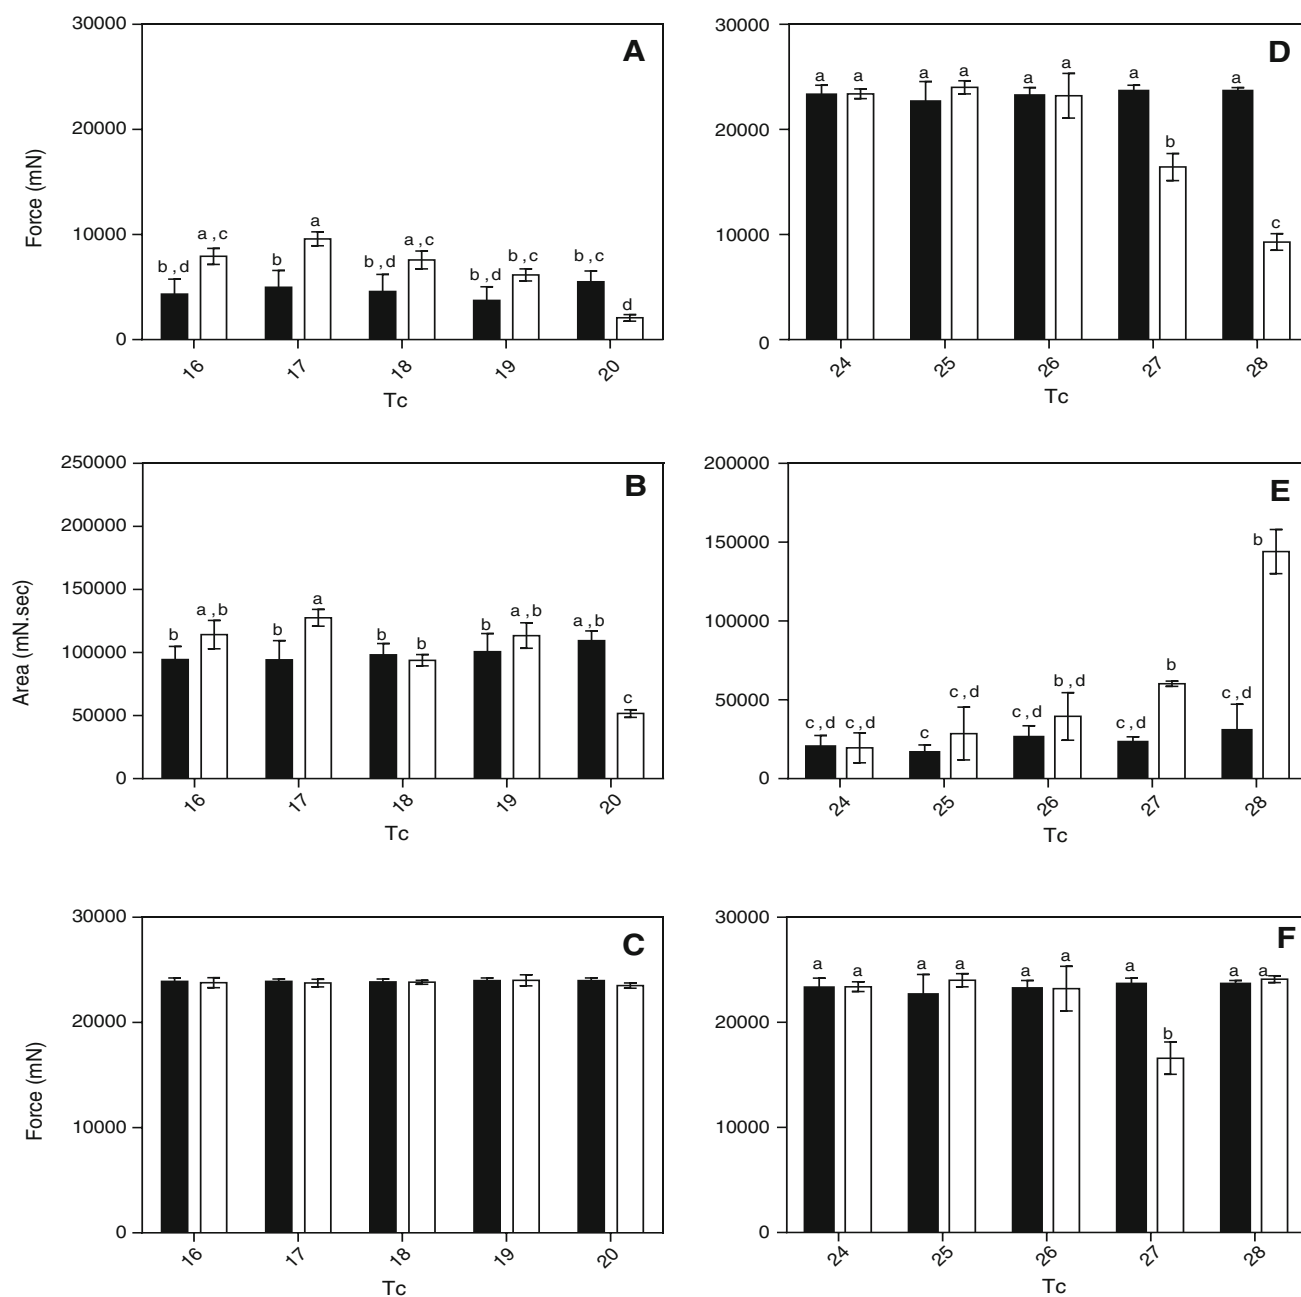 A
30000
20000
10000
0
Force (mN)
b,d a,c b a b,d a,c b,d b,c b,c d
16 17 18 19 20
Tc
D
30000
20000
10000
0
a a a a a a a b a c
24 25 26 27 28
Tc
B
250000
200000
150000
100000
50000
0
Area (mN.sec)
b a,b b a b b b a,b a,b c
16 17 18 19 20
Tc
E
200000
150000
100000
50000
0
c,d c,d c c,d c,d b,d c,d b c,d b
24 25 26 27 28
Tc
C
30000
20000
10000
0
Force (mN)
16 17 18 19 20
Tc
F
30000
20000
10000
0
a a a a a a a b a a
24 25 26 27 28
Tc